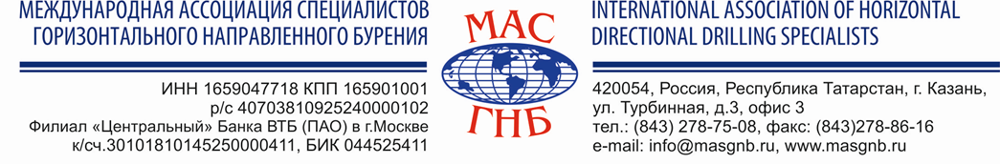 МЕЖДУНАРОДНАЯ АССОЦИАЦИЯ СПЕЦИАЛИСТОВ
ГОРИЗОНТАЛЬНОГО НАПРАВЛЕННОГО БУРЕНИЯ
ИНН 1659047718 КПП 165901001
р/с 40703810925240000102
Филиал «Центральный» Банка ВТБ (ПАО) в г.Москве
к/сч.30101810145250000411, БИК 044525411
МАС
ГНБ
INTERNATIONAL ASSOCIATION OF HORIZONTAL
DIRECTIONAL DRILLING SPECIALISTS
420054, Россия, Республика Татарстан, г. Казань,
ул. Турбинная, д.3, офис 3
тел.: (843) 278-75-08, факс: (843)278-86-16
e-mail: info@masgnb.ru, www.masgnb.ru